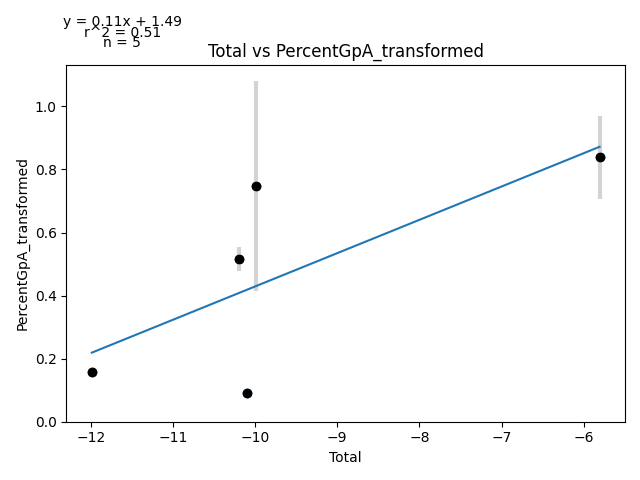 y = 0.11x + 1.49
r^2 = 0.51
n = 5
Total vs PercentGpA_transformed
PercentGpA_transformed
1.0
0.8
0.6
0.4
0.2
0.0
−12
−11
−10
−9
−8
−7
−6
Total